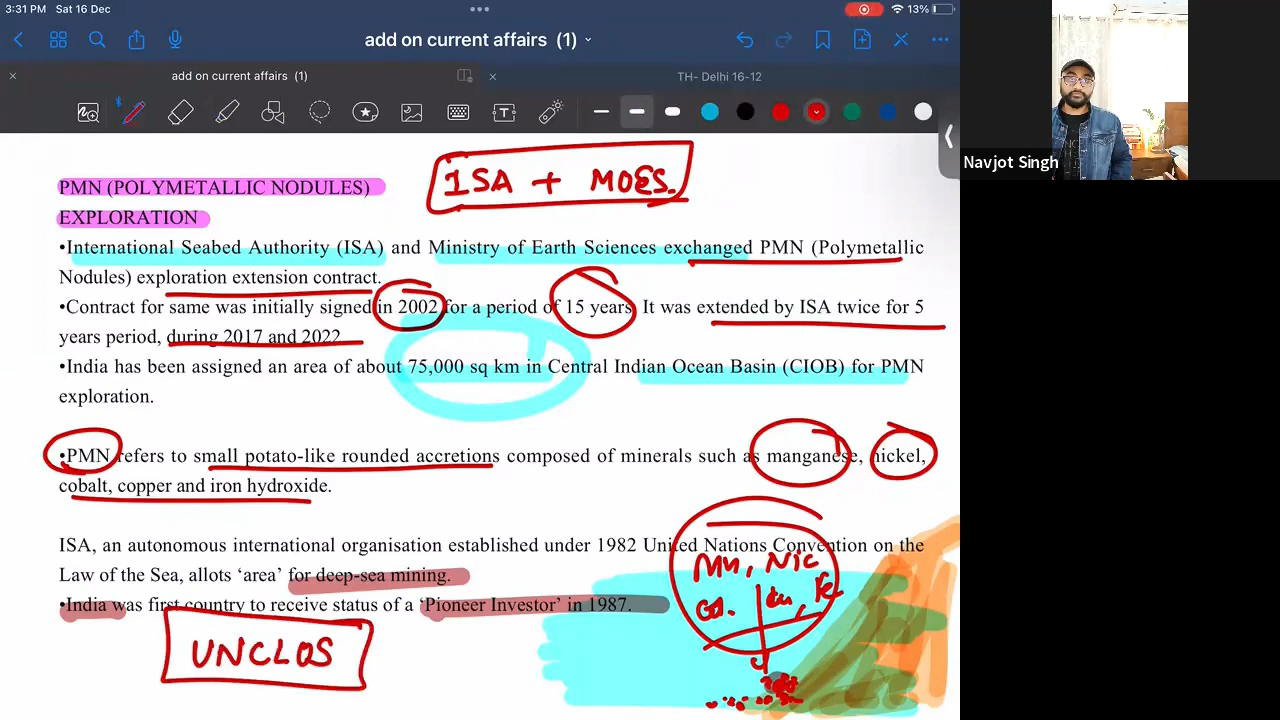 3:31 PM Sat 16 Dec
13%
add on current affairs (1)
add on current affairs (1)
TH- Delhi 16-12
Navjot Singh
ISA + MOES.
PMN (POLYMETALLIC NODULES)
EXPLORATION
•International Seabed Authority (ISA) and Ministry of Earth Sciences exchanged PMN (Polymetallic
Nodules) exploration extension contract.
•Contract for same was initially signed in 2002 for a period of 15 years. It was extended by ISA twice for 5
years period, during 2017 and 2022.
•India has been assigned an area of about 75,000 sq km in Central Indian Ocean Basin (CIOB) for PMN
exploration.
•PMN refers to small potato-like rounded accretions composed of minerals such as manganese, nickel,
cobalt, copper and iron hydroxide.
ISA, an autonomous international organisation established under 1982 United Nations Convention on the
Law of the Sea, allots ‘area’ for deep-sea mining.
•India was first country to receive status of a ‘Pioneer Investor’ in 1987.
Mn, Nic
Cu, Fe
UNCLOS